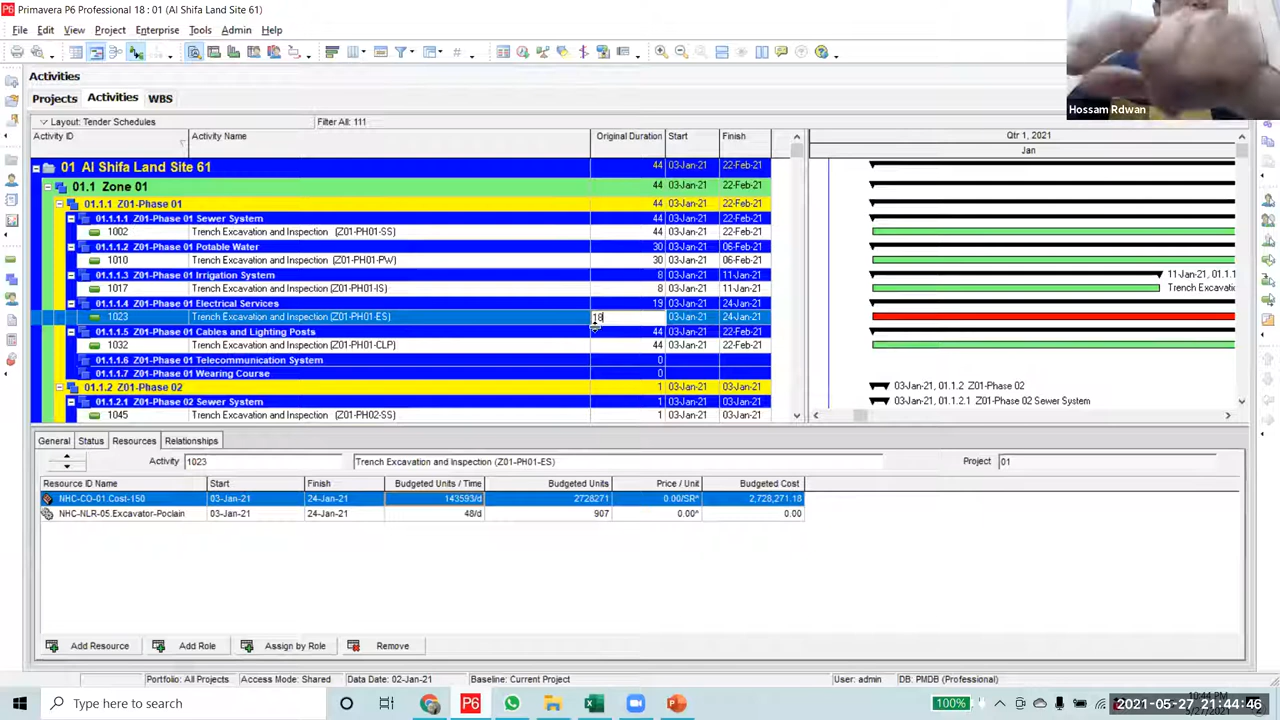 Primavera P6 Professional 18 : 01 (Al Shifa Land Site 61)
File Edit View Project Enterprise Tools Admin Help
Hossam Rdwan
Activities
Projects Activities WBS
Layout: Tender Schedules Filter All: 111
Activity ID Activity Name Original Duration Start Finish Qtr 1, 2021
Jan
01 Al Shifa Land Site 61 44 03-Jan-21 22-Feb-21
01.1 Zone 01 44 03-Jan-21 22-Feb-21
01.1.1 Z01-Phase 01 44 03-Jan-21 22-Feb-21
01.1.1.1 Z01-Phase 01 Sewer System 44 03-Jan-21 22-Feb-21
1002 Trench Excavation and Inspection (Z01-PH01-SS) 44 03-Jan-21 22-Feb-21
01.1.1.2 Z01-Phase 01 Potable Water 30 03-Jan-21 06-Feb-21
1010 Trench Excavation and Inspection (Z01-PH01-PW) 30 03-Jan-21 06-Feb-21
01.1.1.3 Z01-Phase 01 Irrigation System 8 03-Jan-21 11-Jan-21 11-Jan-21, 01.1.1
1017 Trench Excavation and Inspection (Z01-PH01-IS) 8 03-Jan-21 11-Jan-21 Trench Excavati
01.1.1.4 Z01-Phase 01 Electrical Services 19 03-Jan-21 24-Jan-21
1023 Trench Excavation and Inspection (Z01-PH01-ES) 18 03-Jan-21 24-Jan-21
01.1.1.5 Z01-Phase 01 Cables and Lighting Posts 44 03-Jan-21 22-Feb-21
1032 Trench Excavation and Inspection (Z01-PH01-CLP) 44 03-Jan-21 22-Feb-21
01.1.1.6 Z01-Phase 01 Telecommunication System 0
01.1.1.7 Z01-Phase 01 Wearing Course 0
01.1.2 Z01-Phase 02 1 03-Jan-21 03-Jan-21 03-Jan-21, 01.1.2 Z01-Phase 02
01.1.2.1 Z01-Phase 02 Sewer System 1 03-Jan-21 03-Jan-21 03-Jan-21, 01.1.2.1 Z01-Phase 02 Sewer System
1045 Trench Excavation and Inspection (Z01-PH02-SS) 1 03-Jan-21 03-Jan-21
General Status Resources Relationships
Activity 1023 Trench Excavation and Inspection (Z01-PH01-ES) Project 01
Resource ID Name Start Finish Budgeted Units / Time Budgeted Units Price / Unit Budgeted Cost
NHC-CO-01.Cost-150 03-Jan-21 24-Jan-21 143593/d 2728271 0.00/SR^ 2,728,271.18
NHC-NLR-05.Excavator-Poclain 03-Jan-21 24-Jan-21 48/d 907 0.00^ 0.00
Add Resource Add Role Assign by Role Remove
Portfolio: All Projects Access Mode: Shared Data Date: 02-Jan-21 Baseline: Current Project User: admin DB: PMDB (Professional)
Type here to search 100% 2021-05-27 21:44:46